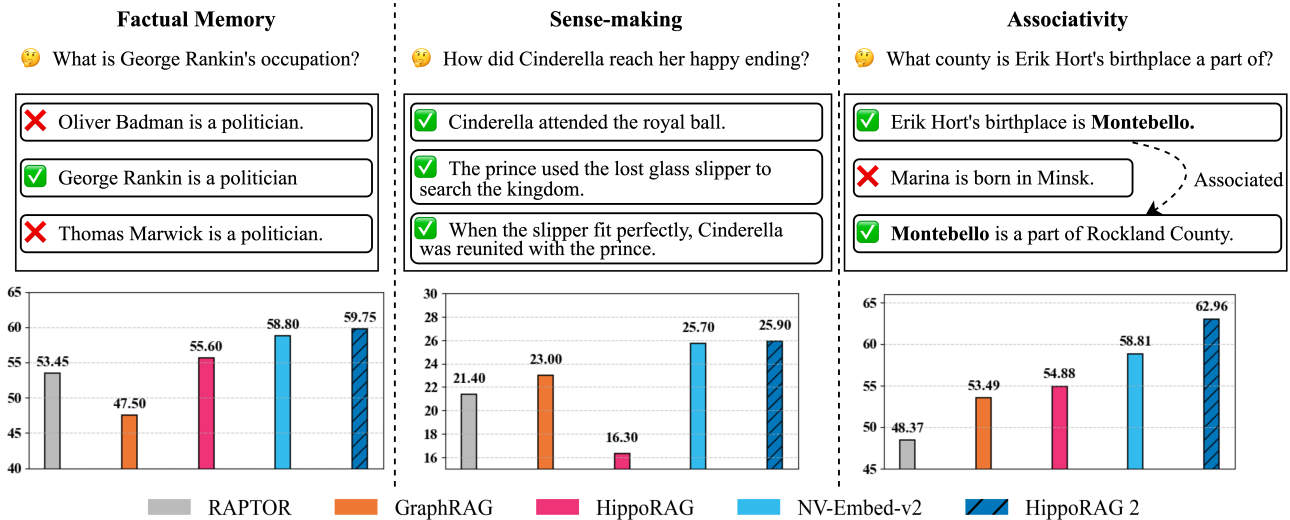 Factual Memory
🤔 What is George Rankin's occupation?
❌ Oliver Badman is a politician.
✅ George Rankin is a politician
❌ Thomas Marwick is a politician.
65
60
55
50
45
40
53.45
47.50
55.60
58.80
59.75
Sense-making
🤔 How did Cinderella reach her happy ending?
✅ Cinderella attended the royal ball.
✅ The prince used the lost glass slipper to
search the kingdom.
✅ When the slipper fit perfectly, Cinderella
was reunited with the prince.
30
28
26
24
22
20
18
16
21.40
23.00
16.30
25.70
25.90
Associativity
🤔 What county is Erik Hort's birthplace a part of?
✅ Erik Hort's birthplace is Montebello.
❌ Marina is born in Minsk.
Associated
✅ Montebello is a part of Rockland County.
65
60
55
50
45
48.37
53.49
54.88
58.81
62.96
RAPTOR
GraphRAG
HippoRAG
NV-Embed-v2
HippoRAG 2